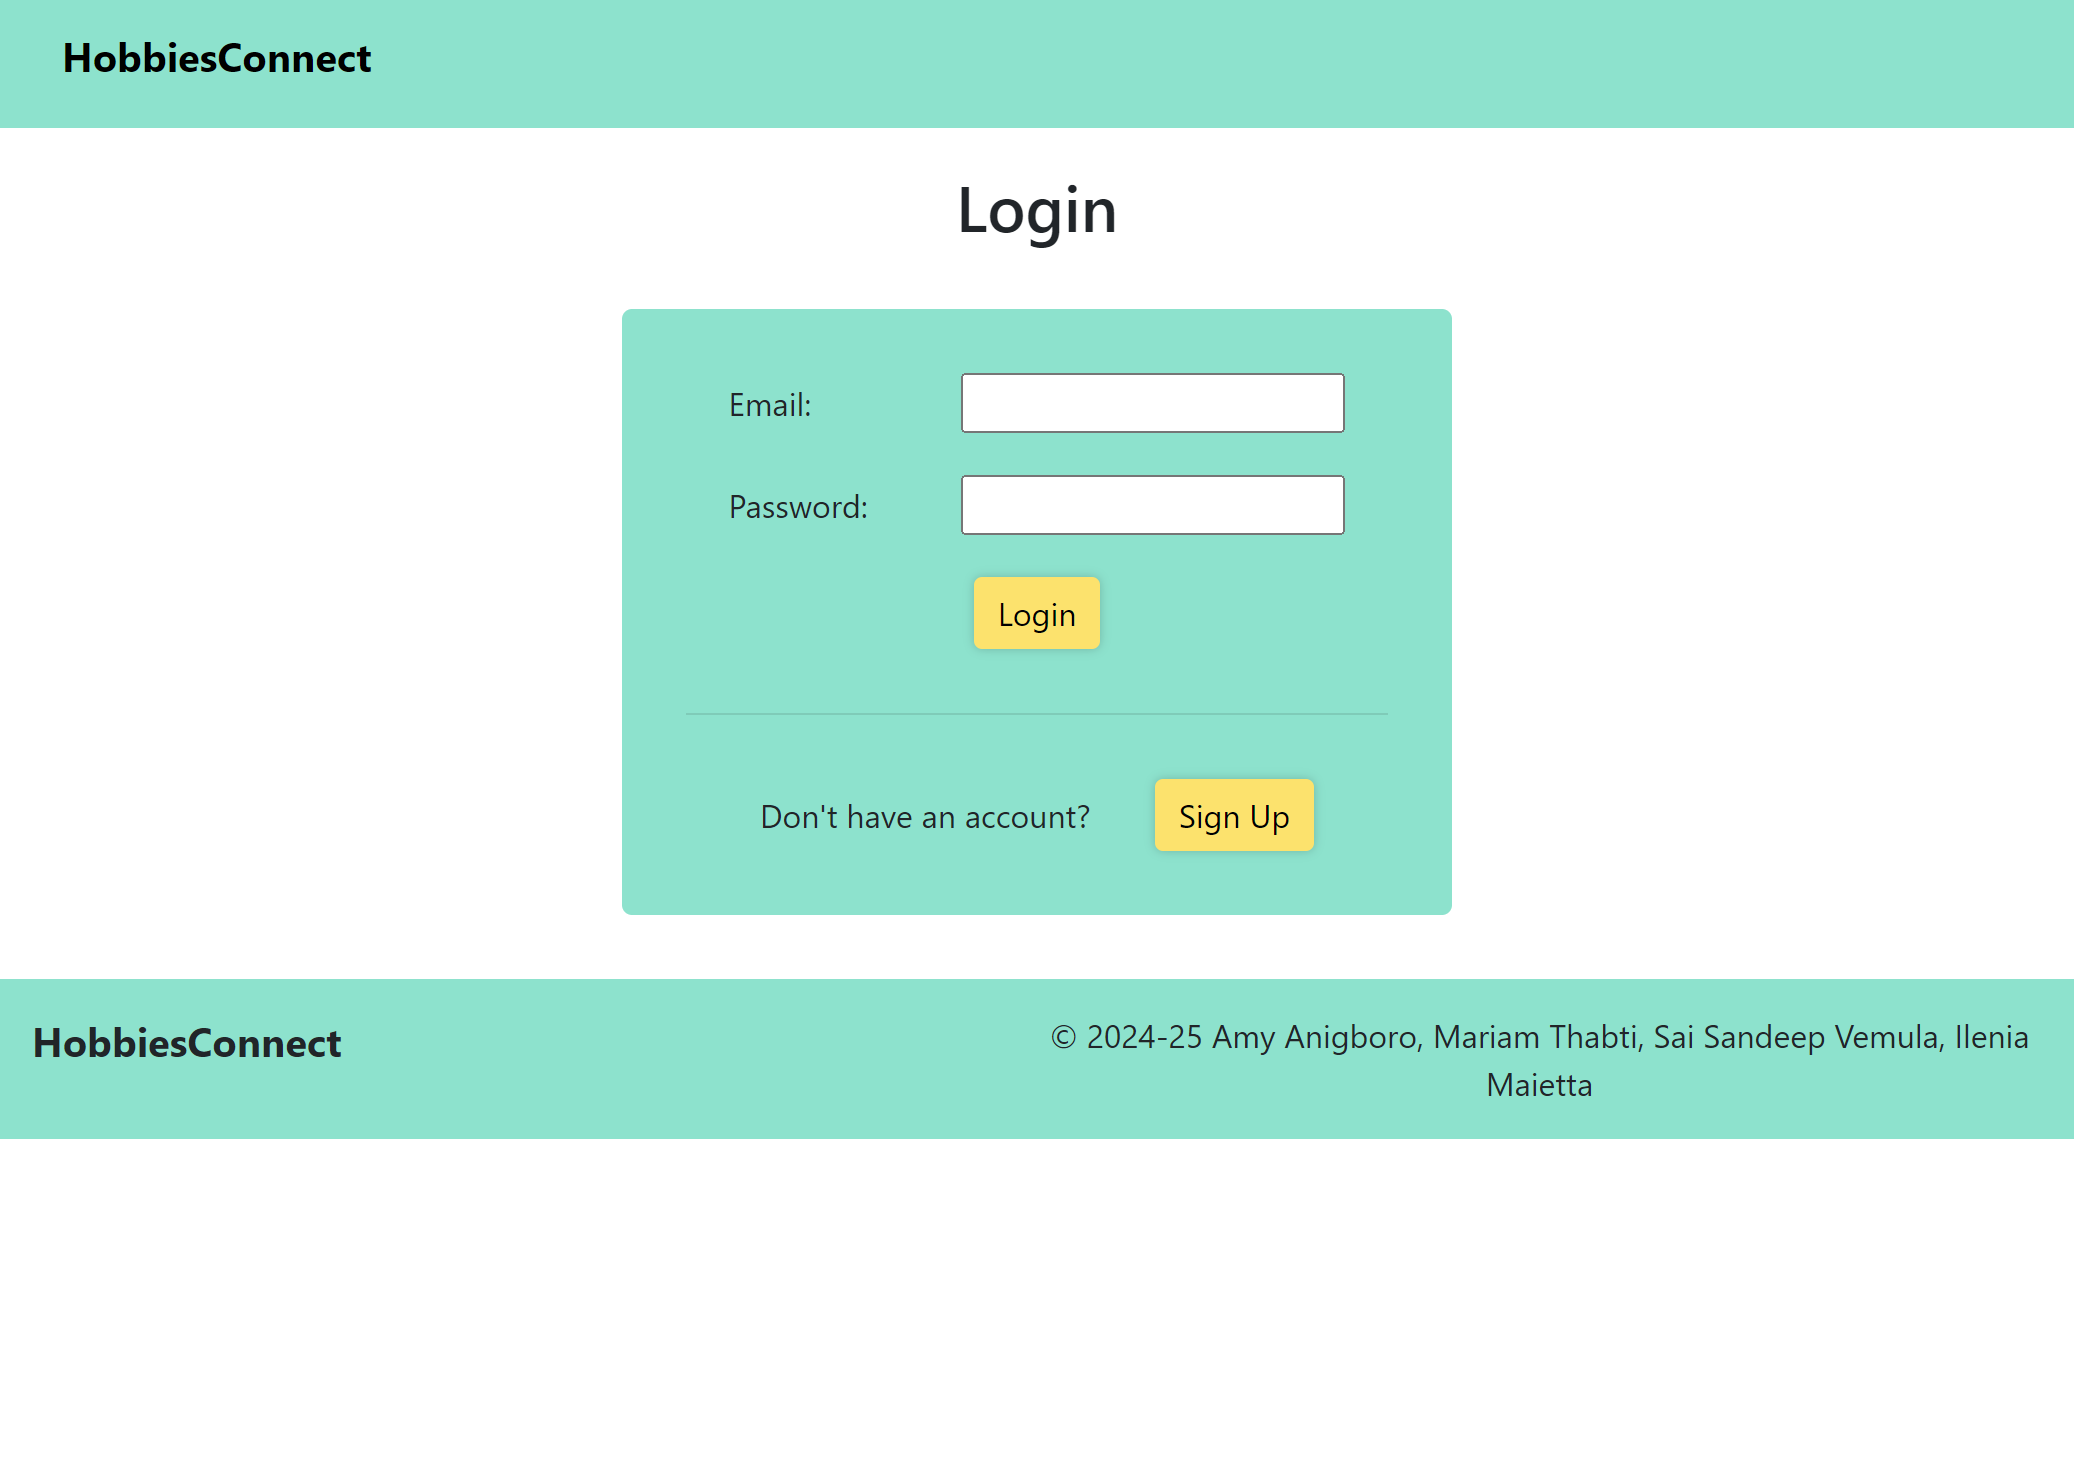 HobbiesConnect
Login
Email:
Password:
Login
Don't have an account?
Sign Up
HobbiesConnect
© 2024-25 Amy Anigboro, Mariam Thabti, Sai Sandeep Vemula, Ilenia
Maietta